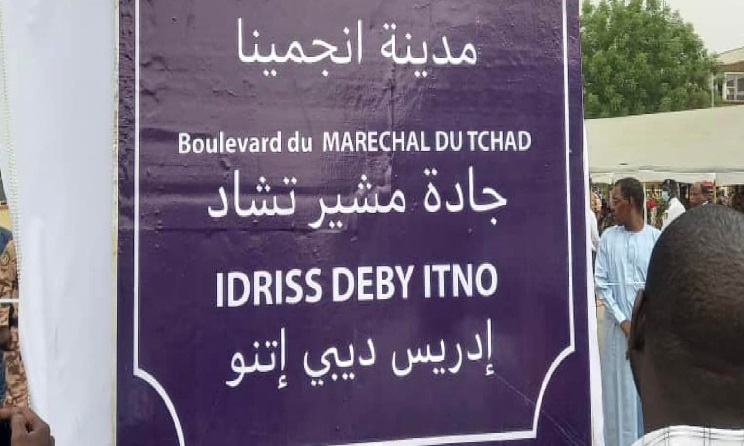 مدينة انجمينا
Boulevard du MARECHAL DU TCHAD
جادة مشير تشاد
IDRISS DEBY ITNO
إدريس ديبي إتنو